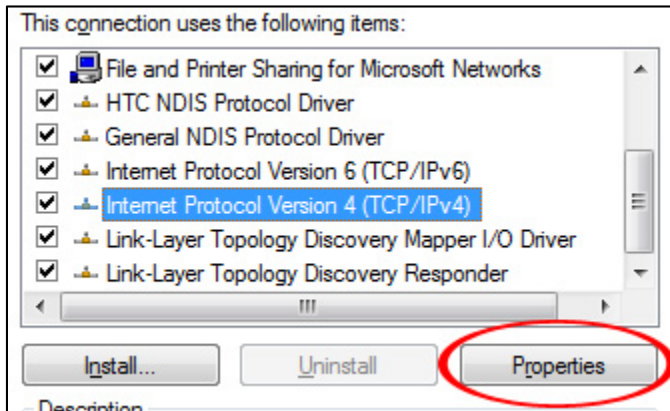 This connection uses the following items:
File and Printer Sharing for Microsoft Networks
HTC NDIS Protocol Driver
General NDIS Protocol Driver
Internet Protocol Version 6 (TCP/IPv6)
Internet Protocol Version 4 (TCP/IPv4)
Link-Layer Topology Discovery Mapper I/O Driver
Link-Layer Topology Discovery Responder
Install... Uninstall Properties
Description